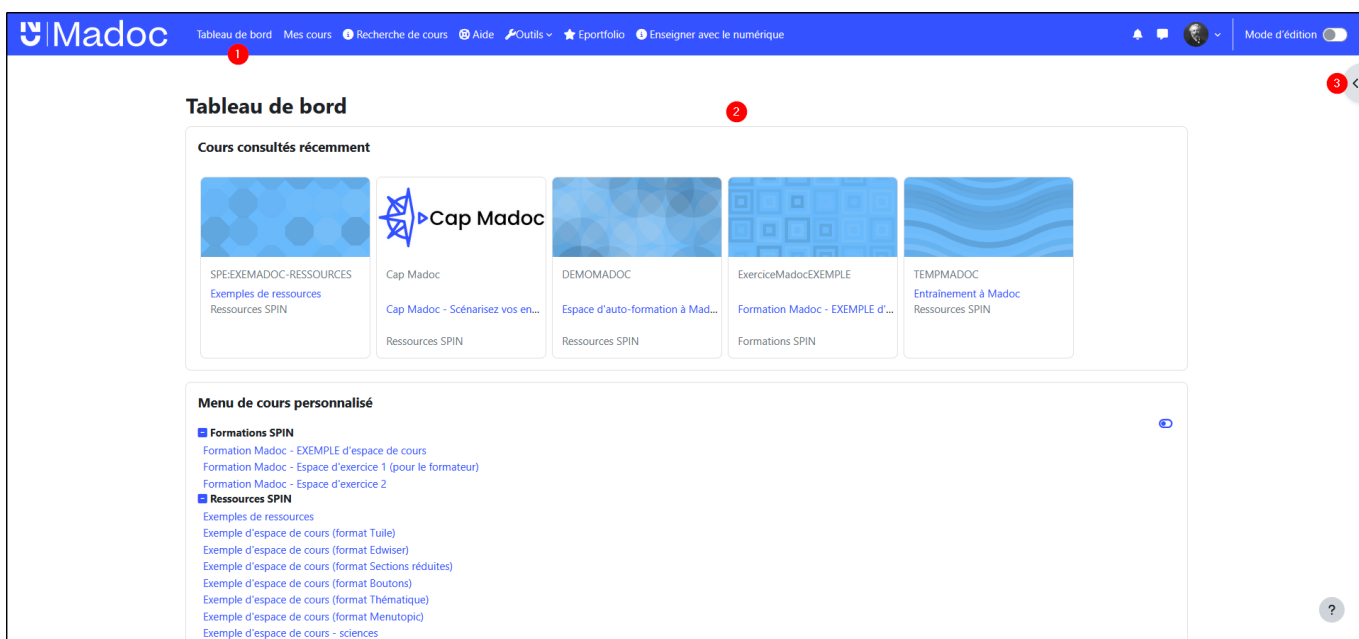 Madoc
Tableau de bord Mes cours Recherche de cours Aide Outils Eportfolio Enseigner avec le numérique Mode d'édition
1
3
Tableau de bord
2
Cours consultés récemment
Cap Madoc
SPE:EXEMADOC-RESSOURCES
Exemples de ressources
Ressources SPIN
Cap Madoc
Cap Madoc - Scénarisez vos en...
Ressources SPIN
DEMOMADOC
Espace d'auto-formation à Mad...
Ressources SPIN
ExerciceMadocEXEMPLE
Formation Madoc - EXEMPLE d'...
Formations SPIN
TEMPMADOC
Entraînement à Madoc
Ressources SPIN
Menu de cours personnalisé
Formations SPIN
Formation Madoc - EXEMPLE d'espace de cours
Formation Madoc - Espace d'exercice 1 (pour le formateur)
Formation Madoc - Espace d'exercice 2
Ressources SPIN
Exemples de ressources
Exemple d'espace de cours (format Tuile)
Exemple d'espace de cours (format Edwiser)
Exemple d'espace de cours (format Sections réduites)
Exemple d'espace de cours (format Boutons)
Exemple d'espace de cours (format Thématique)
Exemple d'espace de cours (format Menutopic)
Exemple d'espace de cours - sciences
?